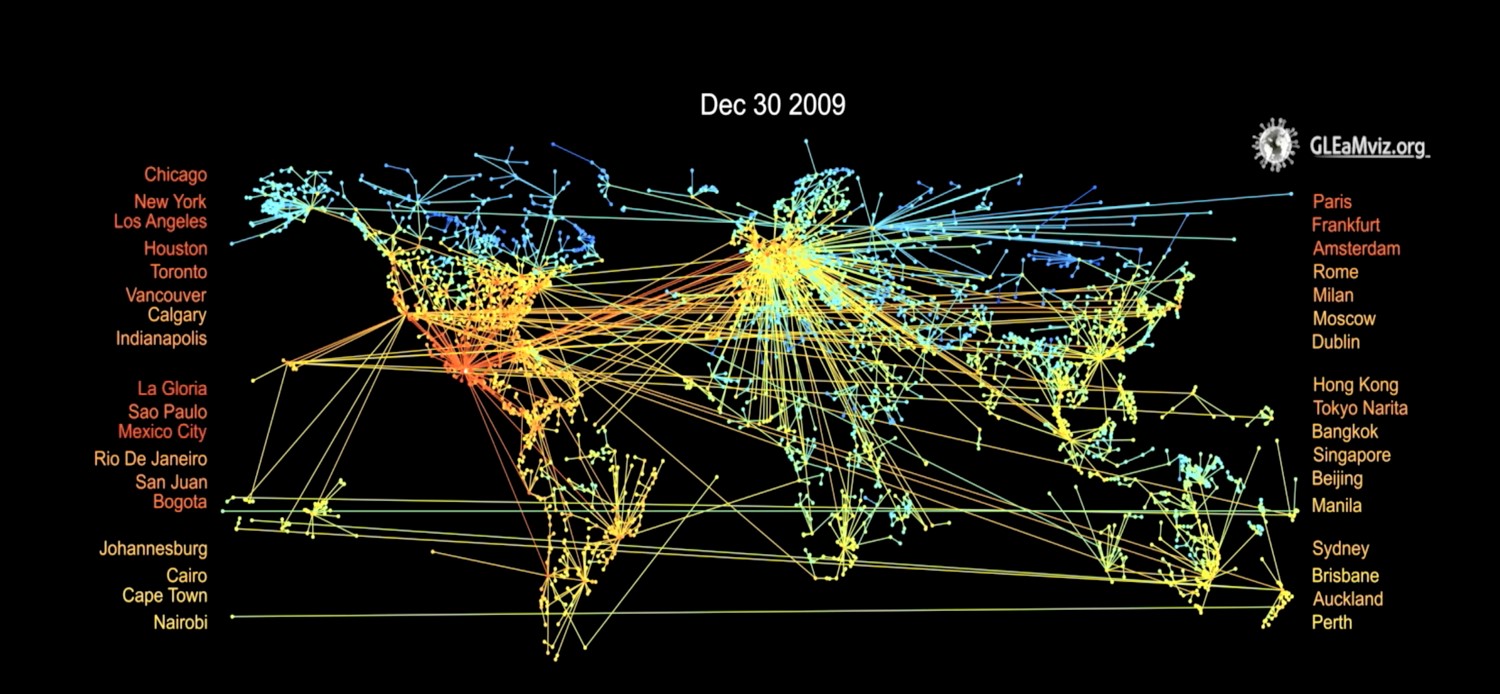 Dec 30 2009
GLEaMviz.org
Chicago
New York
Los Angeles
Houston
Toronto
Vancouver
Calgary
Indianapolis
La Gloria
Sao Paulo
Mexico City
Rio De Janeiro
San Juan
Bogota
Johannesburg
Cairo
Cape Town
Nairobi
Paris
Frankfurt
Amsterdam
Rome
Milan
Moscow
Dublin
Hong Kong
Tokyo Narita
Bangkok
Singapore
Beijing
Manila
Sydney
Brisbane
Auckland
Perth